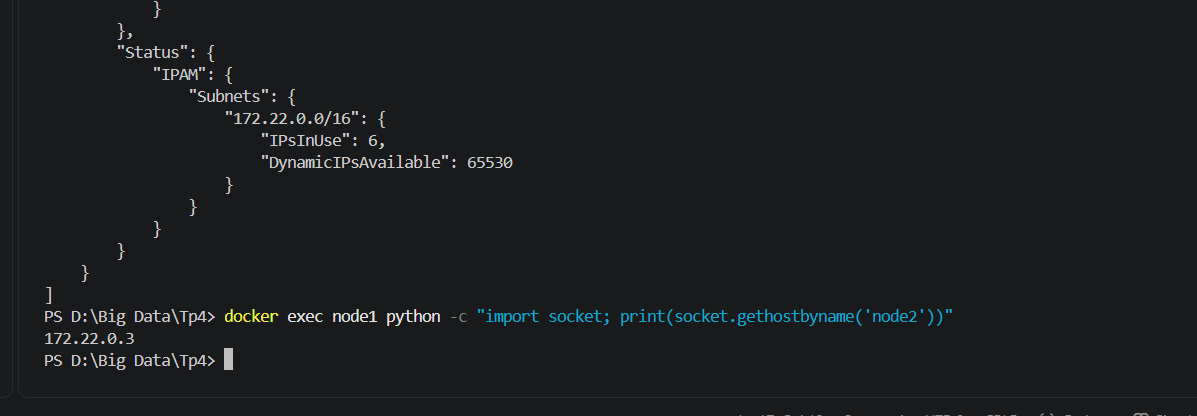 }
},
"Status": {
"IPAM": {
"Subnets": {
"172.22.0.0/16": {
"IPsInUse": 6,
"DynamicIPsAvailable": 65530
}
}
}
}
}
]
PS D:\Big Data\Tp4> docker exec node1 python -c "import socket; print(socket.gethostbyname('node2'))"
172.22.0.3
PS D:\Big Data\Tp4>